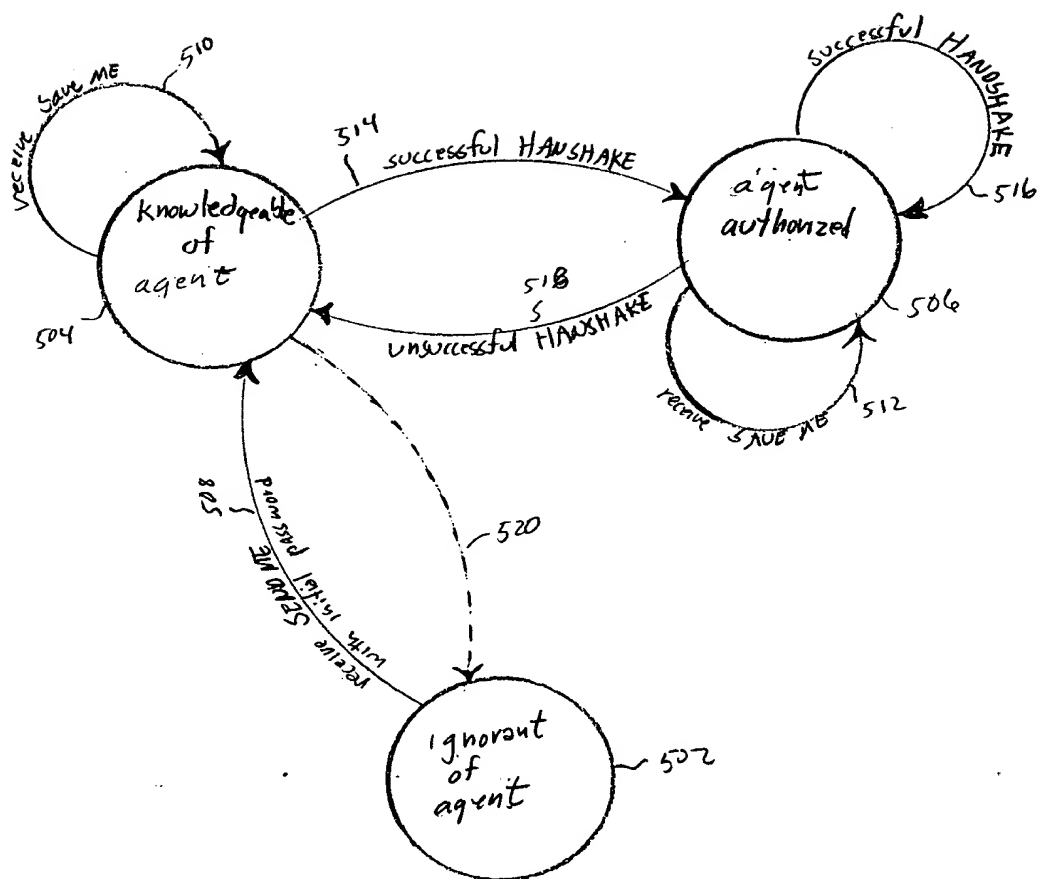 510
receive Save ME
514
successful HANSHAKE
successful HANDSHAKE
516
knowledgeable
of
agent
504
agent
authorized
506
518
unsuccessful HANSHAKE
receive SAVE ME
512
508
receive SEND ME
with initial password
520
ignorant
of
agent
502